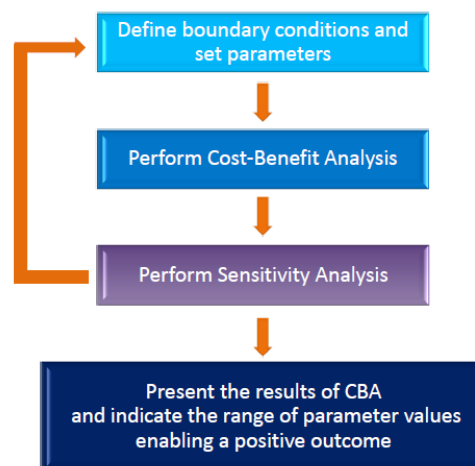 Define boundary conditions and
set parameters
Perform Cost-Benefit Analysis
Perform Sensitivity Analysis
Present the results of CBA
and indicate the range of parameter values
enabling a positive outcome